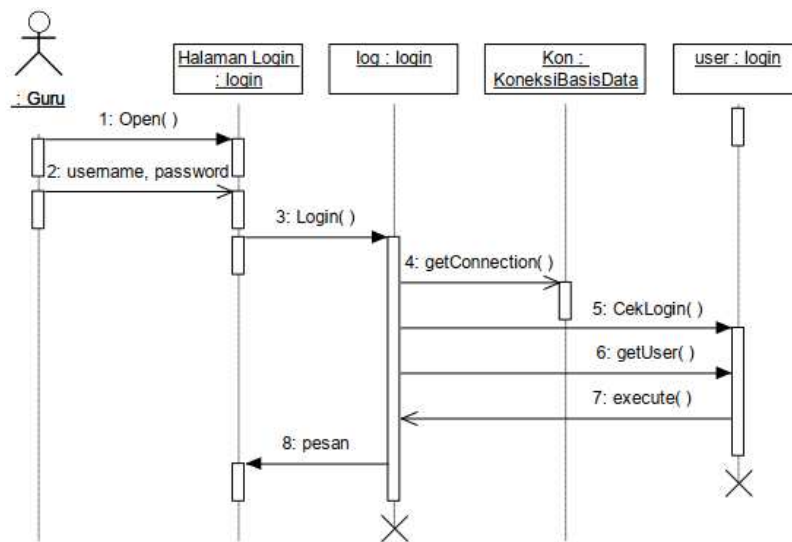 : Guru
Halaman Login
: login
log : login
Kon :
KoneksiBasisData
user : login
1: Open( )
2: username, password
3: Login( )
4: getConnection( )
5: CekLogin( )
6: getUser( )
7: execute( )
8: pesan